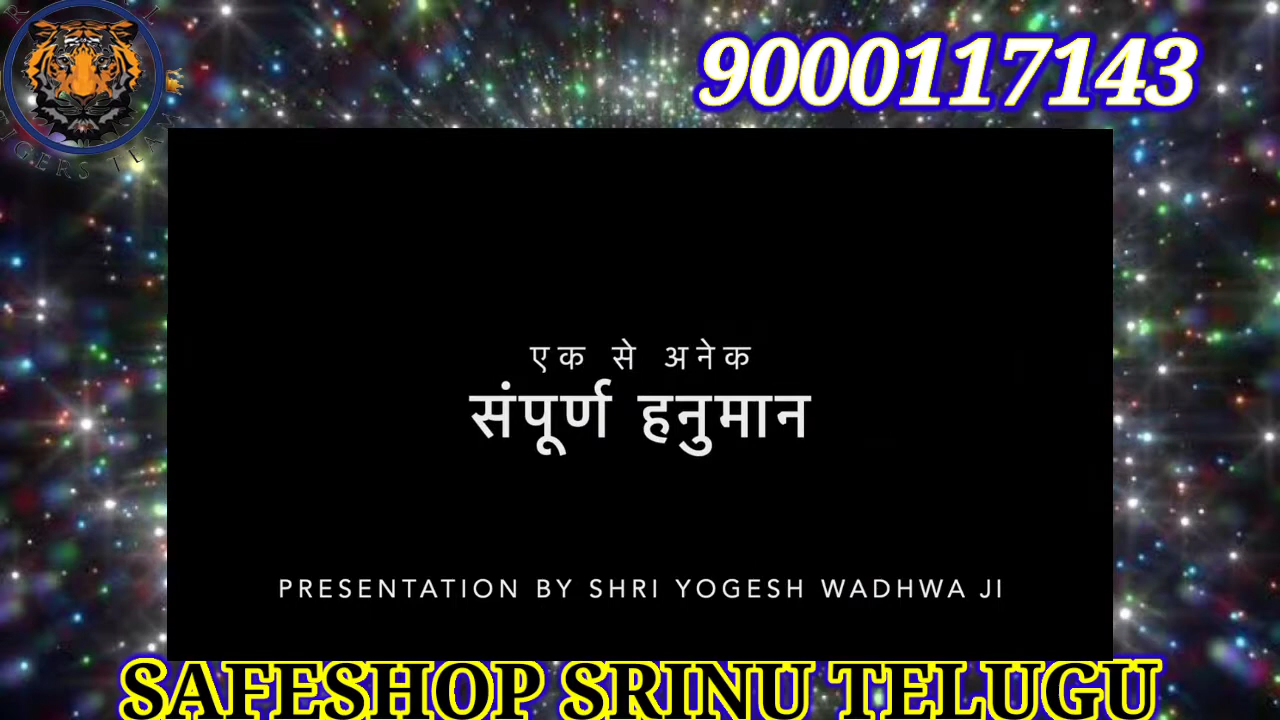 9000117143
एक से अनेक
संपूर्ण हनुमान
PRESENTATION BY SHRI YOGESH WADHWA JI
SAFESHOP SRINU TELUGU